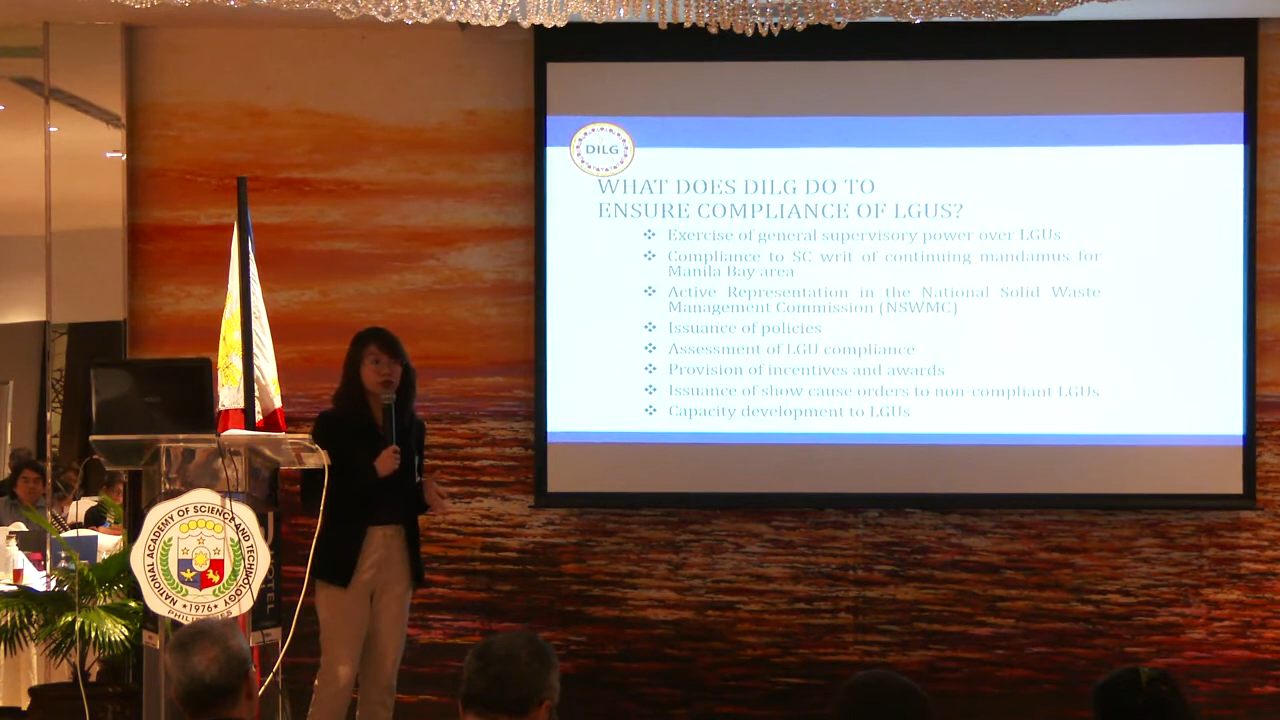 DILG
WHAT DOES DILG DO TO
ENSURE COMPLIANCE OF LGUS?
❖ Exercise of general supervisory power over LGUs
❖ Compliance to SC writ of continuing mandamus for
Manila Bay area
❖ Active Representation in the National Solid Waste
Management Commission (NSWMC)
❖ Issuance of policies
❖ Assessment of LGU compliance
❖ Provision of incentives and awards
❖ Issuance of show cause orders to non-compliant LGUs
❖ Capacity development to LGUs
NATIONAL ACADEMY OF SCIENCE AND TECHNOLOGY
★1976★
PHILIPPINES